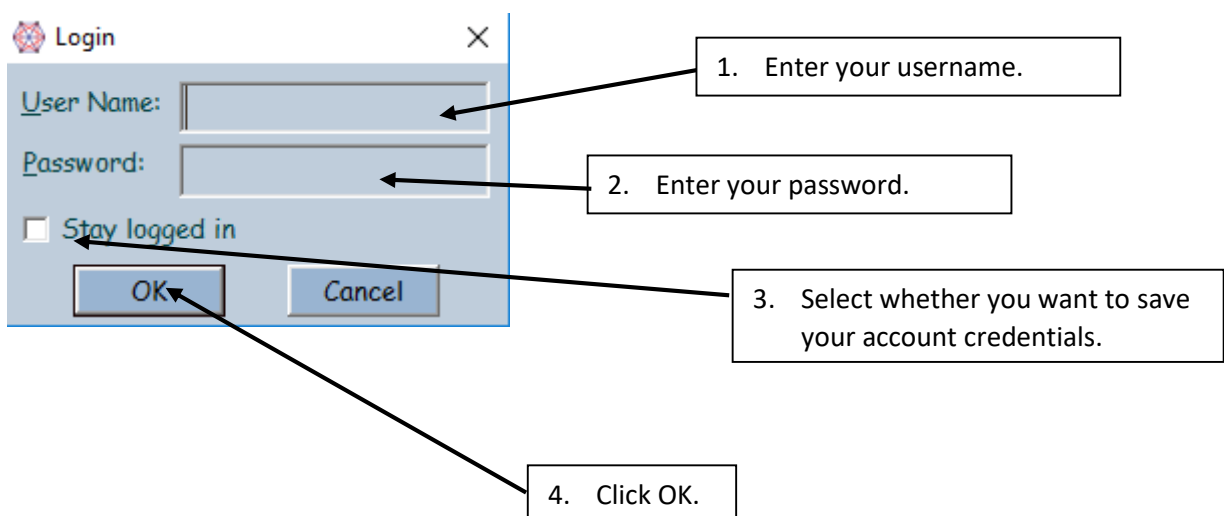 Login
1. Enter your username.
User Name:
Password:
2. Enter your password.
Stay logged in
OK
Cancel
3. Select whether you want to save
your account credentials.
4. Click OK.